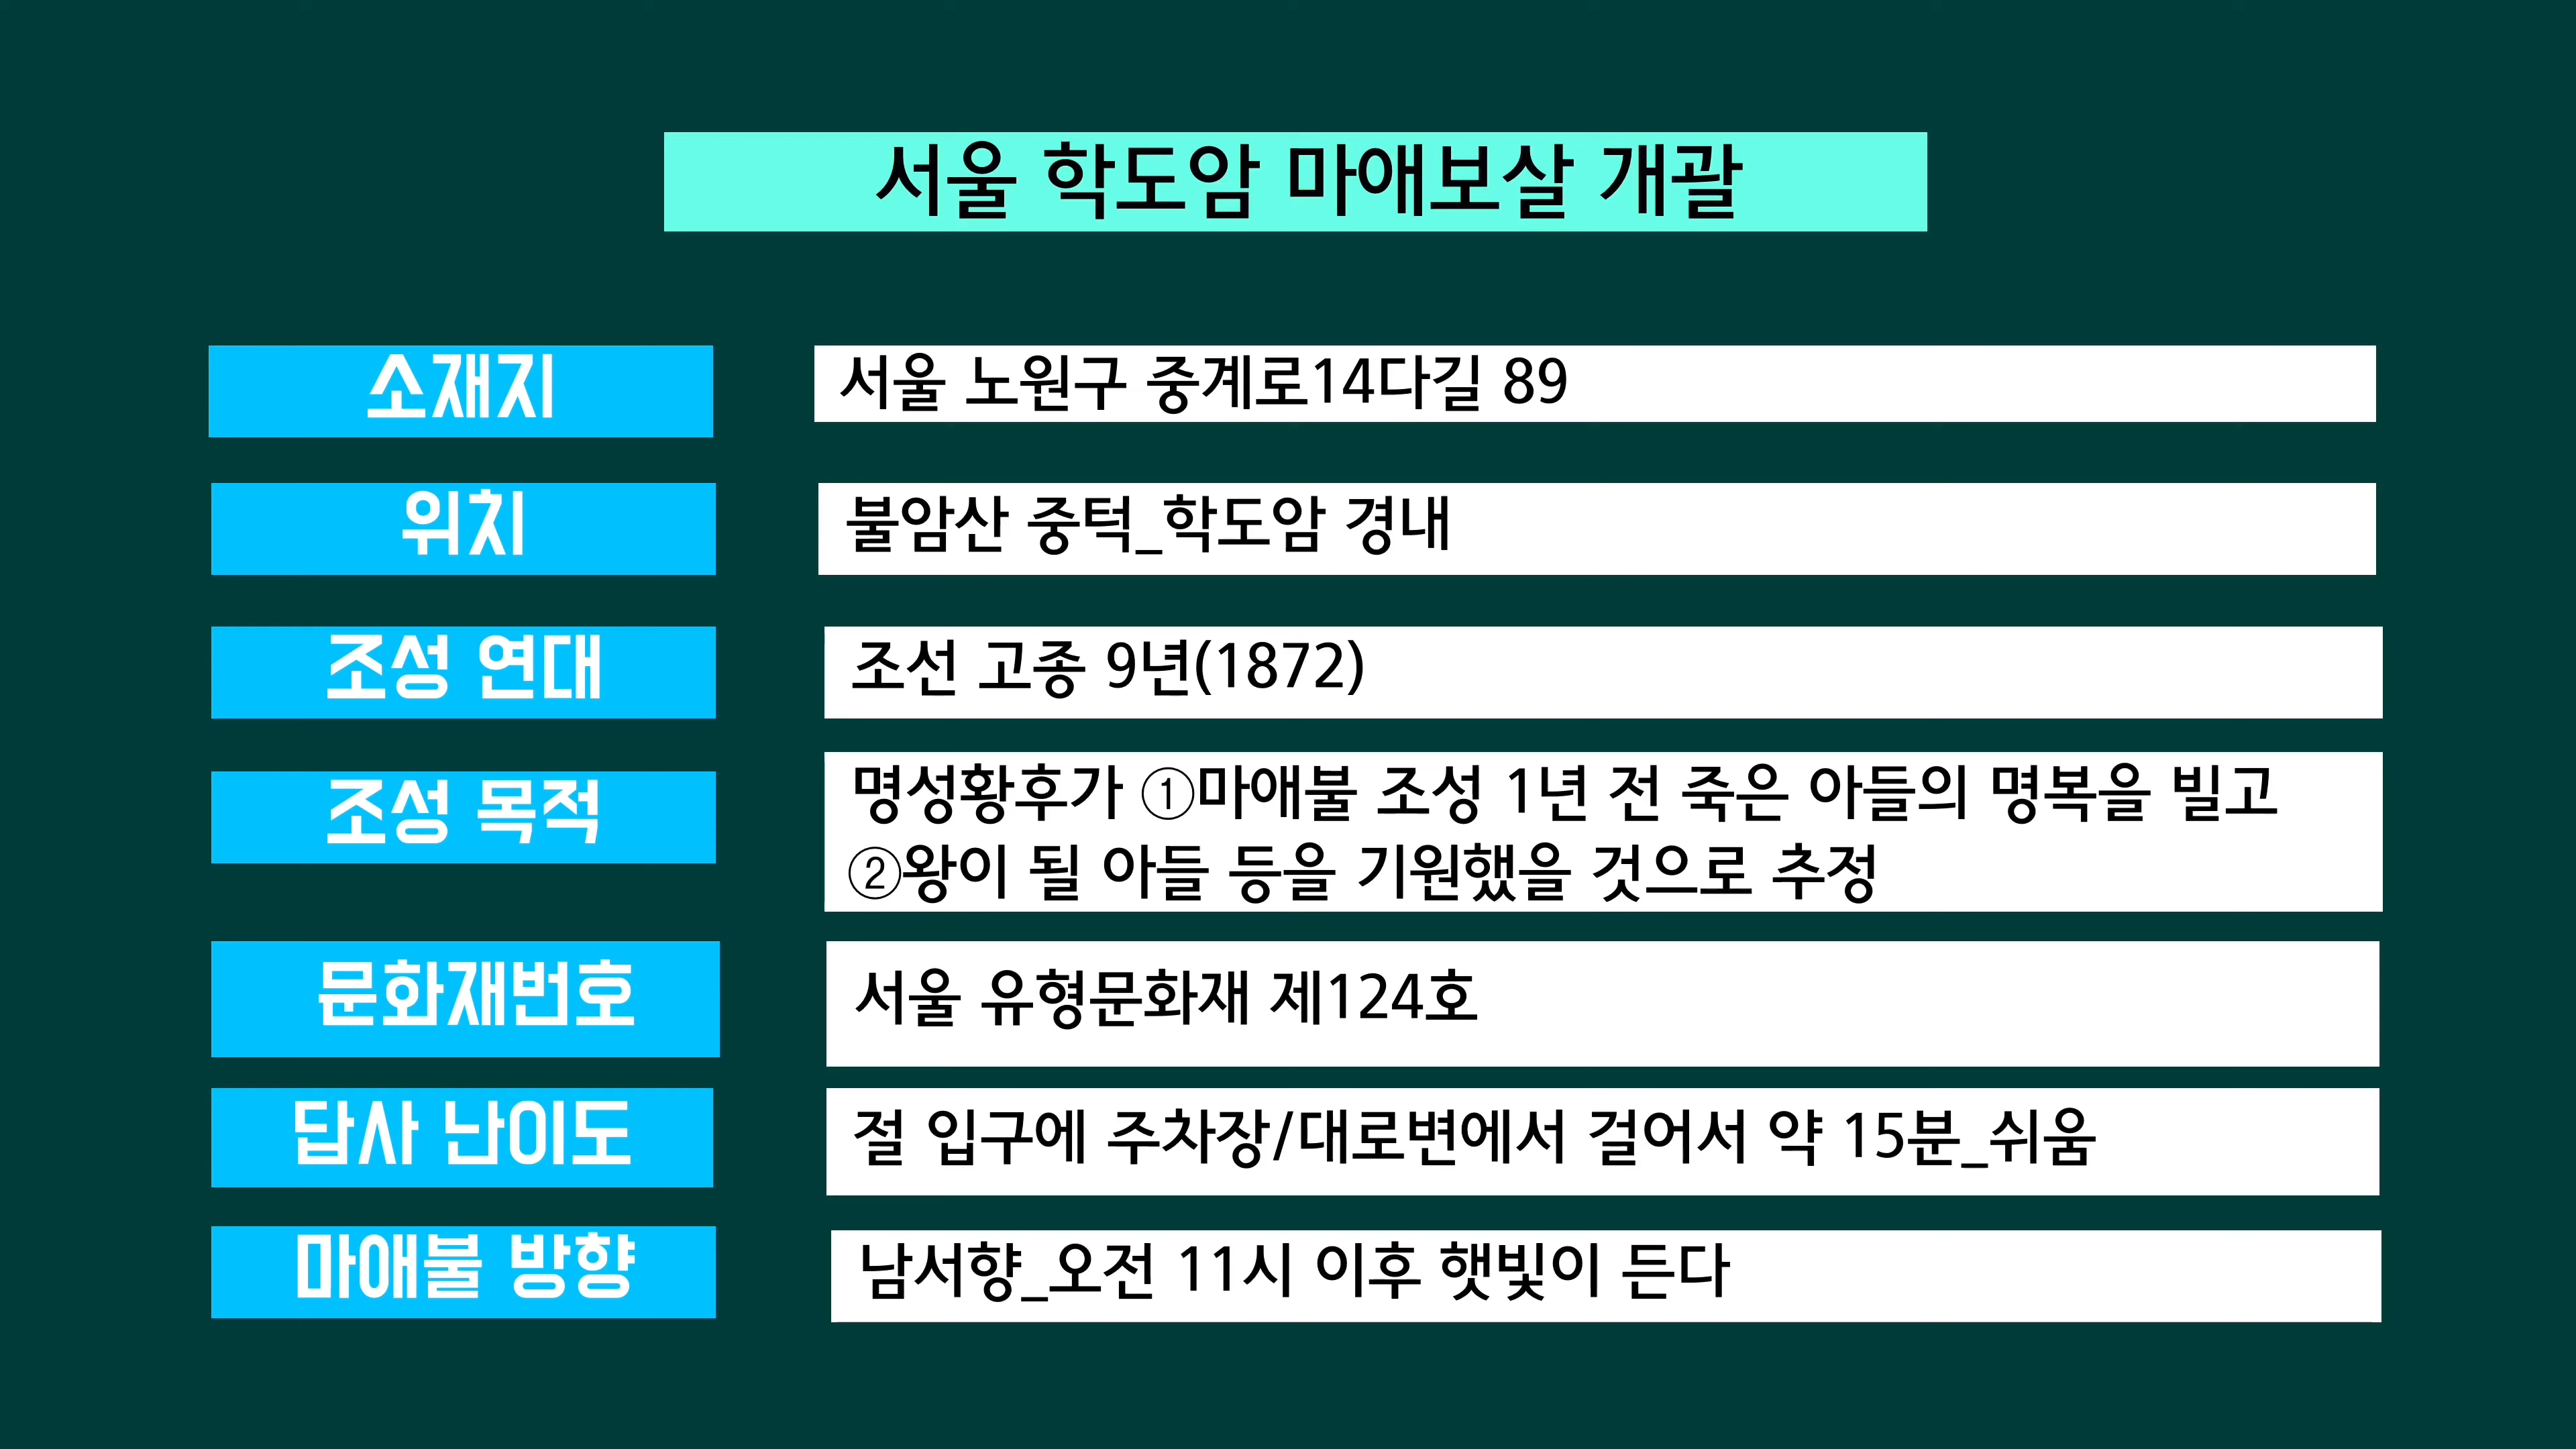 서울 학도암 마애보살 개괄
소재지
서울 노원구 중계로14다길 89
위치
불암산 중턱_학도암 경내
조성 연대
조선 고종 9년(1872)
조성 목적
명성황후가 ①마애불 조성 1년 전 죽은 아들의 명복을 빌고
②왕이 될 아들 등을 기원했을 것으로 추정
문화재번호
서울 유형문화재 제124호
답사 난이도
절 입구에 주차장/대로변에서 걸어서 약 15분_쉬움
마애불 방향
남서향_오전 11시 이후 햇빛이 든다